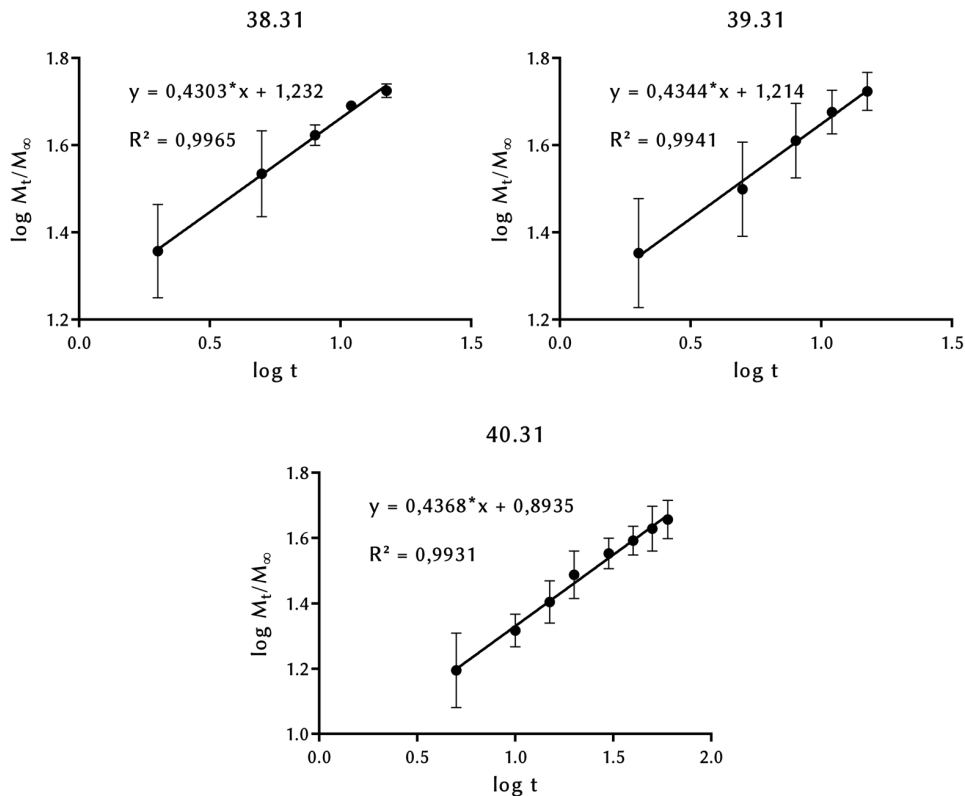 38.31
y = 0,4303*x + 1,232
R² = 0,9965
log Mt/M∞
1.8
1.6
1.4
1.2
0.0 0.5 1.0 1.5
log t
39.31
y = 0,4344*x + 1,214
R² = 0,9941
log Mt/M∞
1.8
1.6
1.4
1.2
0.0 0.5 1.0 1.5
log t
40.31
y = 0,4368*x + 0,8935
R² = 0,9931
log Mt/M∞
1.8
1.6
1.4
1.2
1.0
0.0 0.5 1.0 1.5 2.0
log t